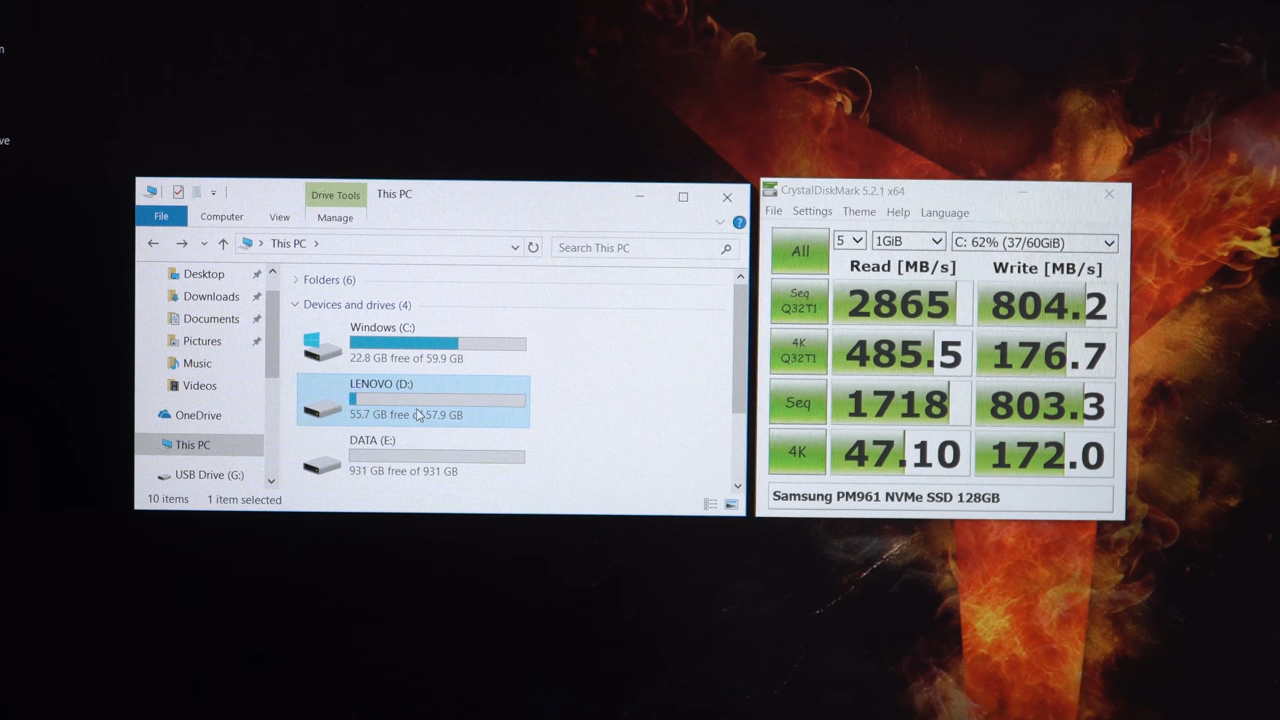 n
ve
Drive Tools
This PC
File
Computer
View
Manage
This PC
Search This PC
Desktop
Downloads
Documents
Pictures
Music
Videos
OneDrive
This PC
USB Drive (G:)
Folders (6)
Devices and drives (4)
Windows (C:)
22.8 GB free of 59.9 GB
LENOVO (D:)
55.7 GB free of 57.9 GB
DATA (E:)
931 GB free of 931 GB
10 items 1 item selected
CrystalDiskMark 5.2.1 x64
File Settings Theme Help Language
All 5 1GiB C: 62% (37/60GiB)
Read [MB/s] Write [MB/s]
Seq Q32T1 2865 804.2
4K Q32T1 485.5 176.7
Seq 1718 803.3
4K 47.10 172.0
Samsung PM961 NVMe SSD 128GB